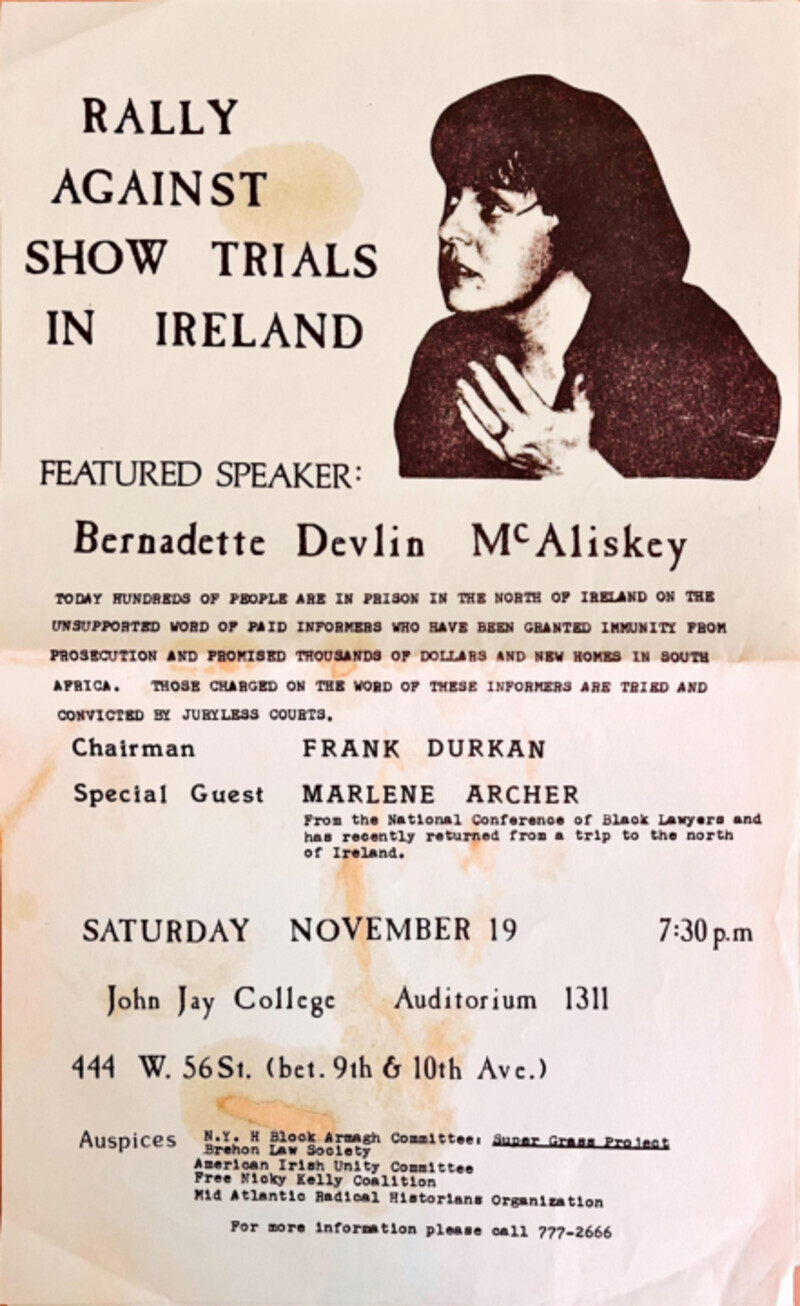 RALLY
AGAINST
SHOW TRIALS
IN IRELAND
FEATURED SPEAKER:
Bernadette Devlin McAliskey
TODAY HUNDREDS OF PEOPLE ARE IN PRISON IN THE NORTH OF IRELAND ON THE
UNSUPPORTED WORD OF PAID INFORMERS WHO HAVE BEEN GRANTED IMMUNITY FROM
PROSECUTION AND PROMISED THOUSANDS OF DOLLARS AND NEW HOMES IN SOUTH
AFRICA. THOSE CHARGED ON THE WORD OF THESE INFORMERS ARE TRIED AND
CONVICTED BY JURYLESS COURTS.
Chairman FRANK DURKAN
Special Guest MARLENE ARCHER
From the National Conference of Black Lawyers and
has recently returned from a trip to the north
of Ireland.
SATURDAY NOVEMBER 19 7:30 p.m
John Jay College Auditorium 1311
444 W. 56 St. (bet. 9th & 10th Ave.)
Auspices N.Y. H Block Armagh Committee: Super Grass Project
Brehon Law Society
American Irish Unity Committee
Free Nicky Kelly Coalition
Mid Atlantic Radical Historians Organization
For more information please call 777-2666